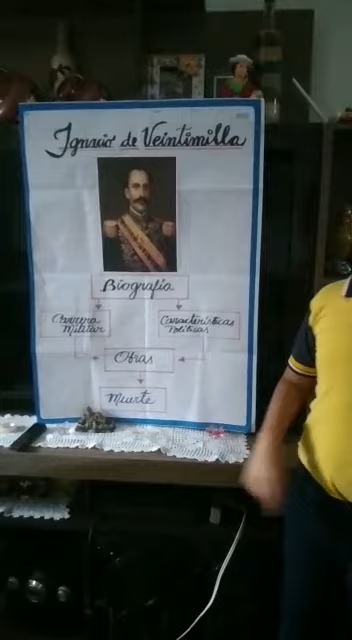 Ignacio de Veintimilla
Biografía
Carrera
Militar
Características
Políticas
Obras
Muerte